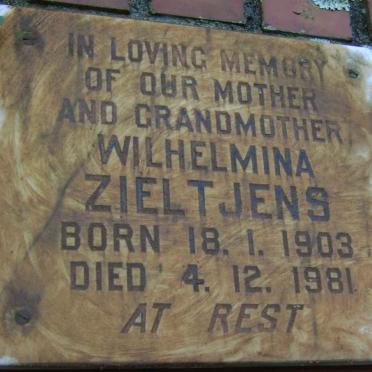 IN LOVING MEMORY
OF OUR MOTHER
AND GRANDMOTHER,
WILHELMINA
ZIELTJENS
BORN 18. 1. 1903
DIED 4. 12. 1981
AT REST